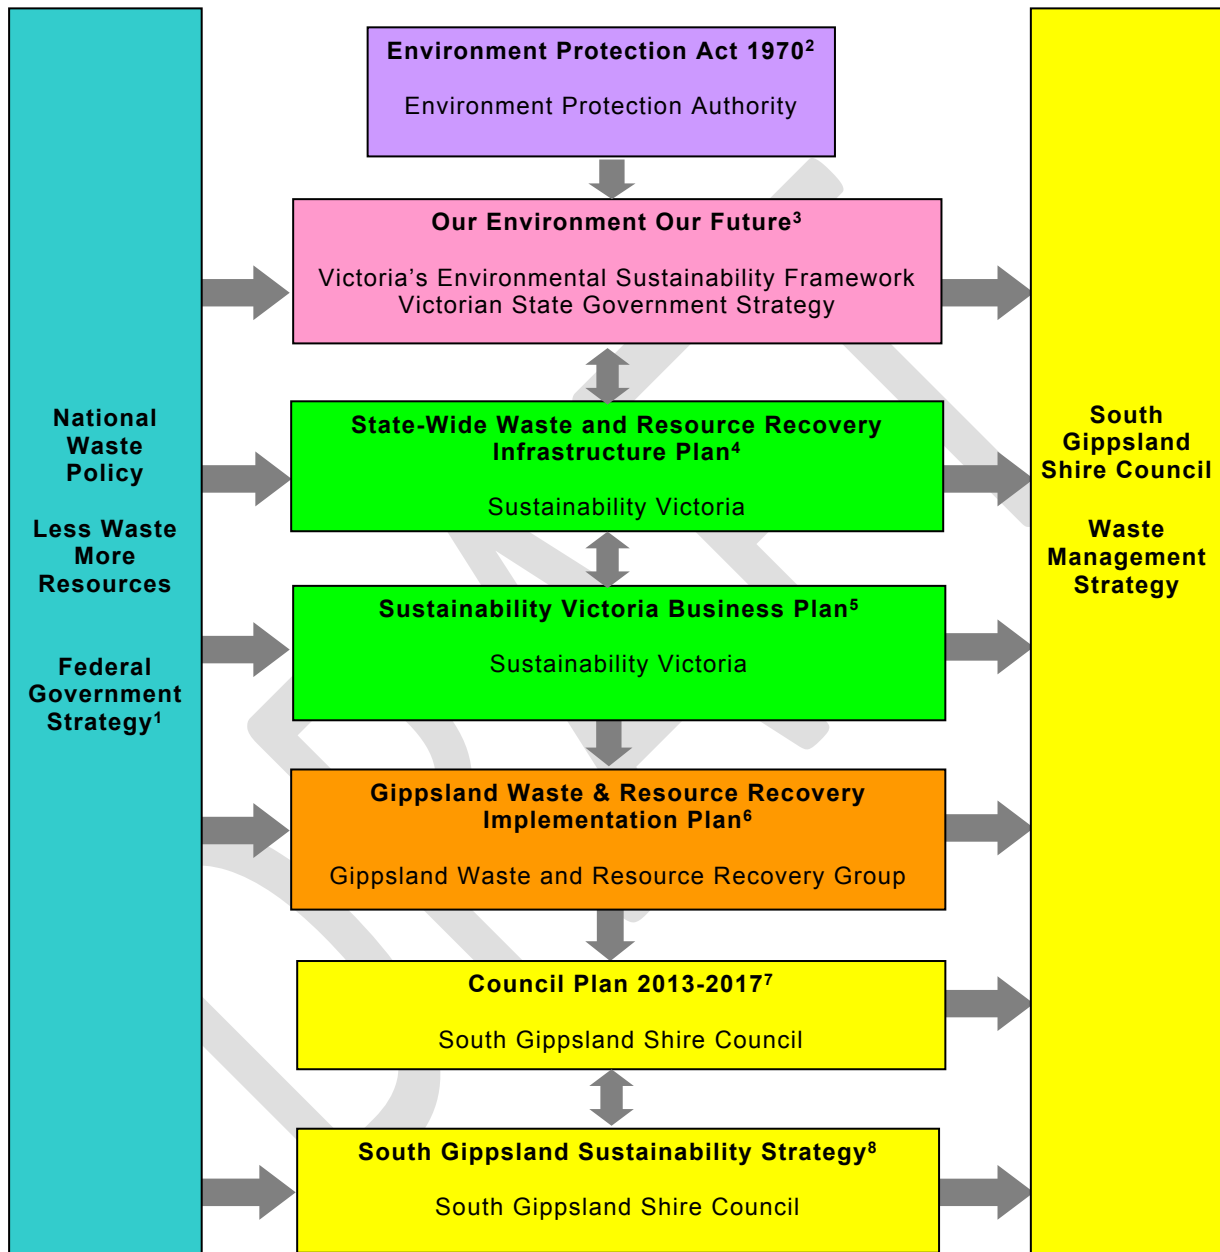 National
Waste
Policy
Less Waste
More
Resources
Federal
Government
Strategy¹
Environment Protection Act 1970²
Environment Protection Authority
Our Environment Our Future³
Victoria’s Environmental Sustainability Framework
Victorian State Government Strategy
State-Wide Waste and Resource Recovery
Infrastructure Plan⁴
Sustainability Victoria
Sustainability Victoria Business Plan⁵
Sustainability Victoria
Gippsland Waste & Resource Recovery
Implementation Plan⁶
Gippsland Waste and Resource Recovery Group
Council Plan 2013-2017⁷
South Gippsland Shire Council
South Gippsland Sustainability Strategy⁸
South Gippsland Shire Council
South
Gippsland
Shire Council
Waste
Management
Strategy
DRAFT